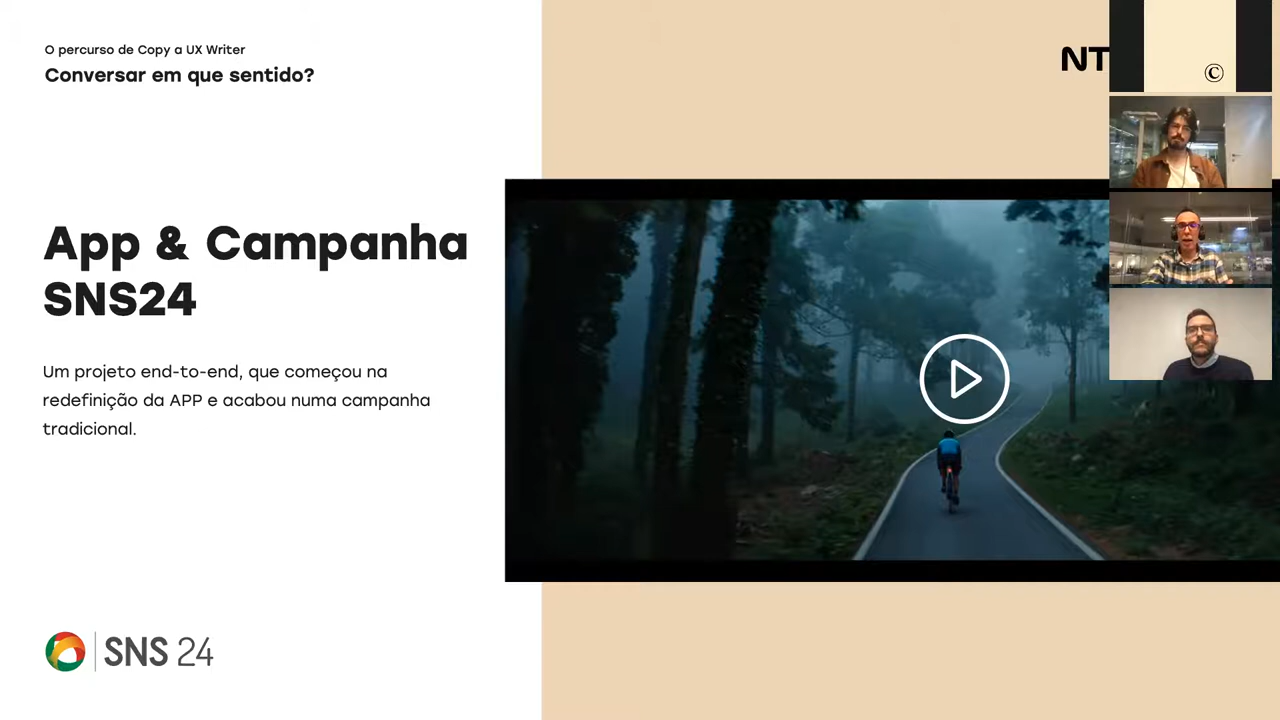 O percurso de Copy a UX Writer
Conversar em que sentido?
NT
©
App & Campanha
SNS24
Um projeto end-to-end, que começou na
redefinição da APP e acabou numa campanha
tradicional.
SNS 24